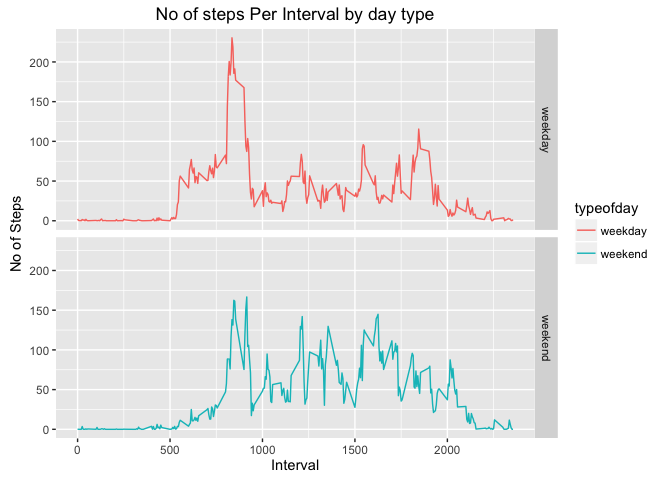 No of steps Per Interval by day type
200
150
100
50
0
weekday
200
150
100
50
0
weekend
No of Steps
0 500 1000 1500 2000
Interval
typeofday
weekday
weekend